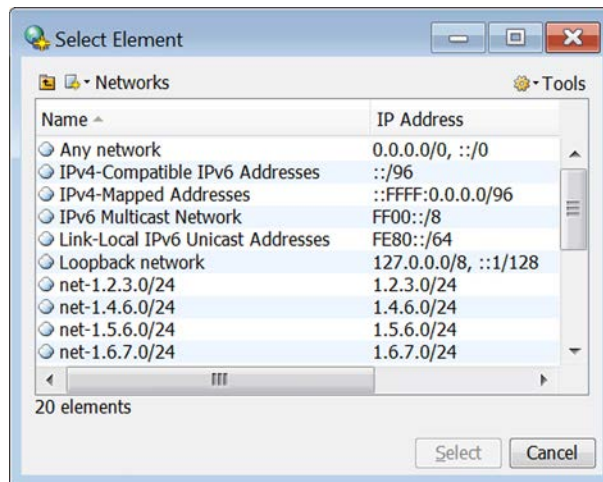 Select Element
Networks Tools
Name IP Address
Any network 0.0.0.0/0, ::/0
IPv4-Compatible IPv6 Addresses ::/96
IPv4-Mapped Addresses ::FFFF:0.0.0.0/96
IPv6 Multicast Network FF00::/8
Link-Local IPv6 Unicast Addresses FE80::/64
Loopback network 127.0.0.0/8, ::1/128
net-1.2.3.0/24 1.2.3.0/24
net-1.4.6.0/24 1.4.6.0/24
net-1.5.6.0/24 1.5.6.0/24
net-1.6.7.0/24 1.6.7.0/24
20 elements
Select Cancel